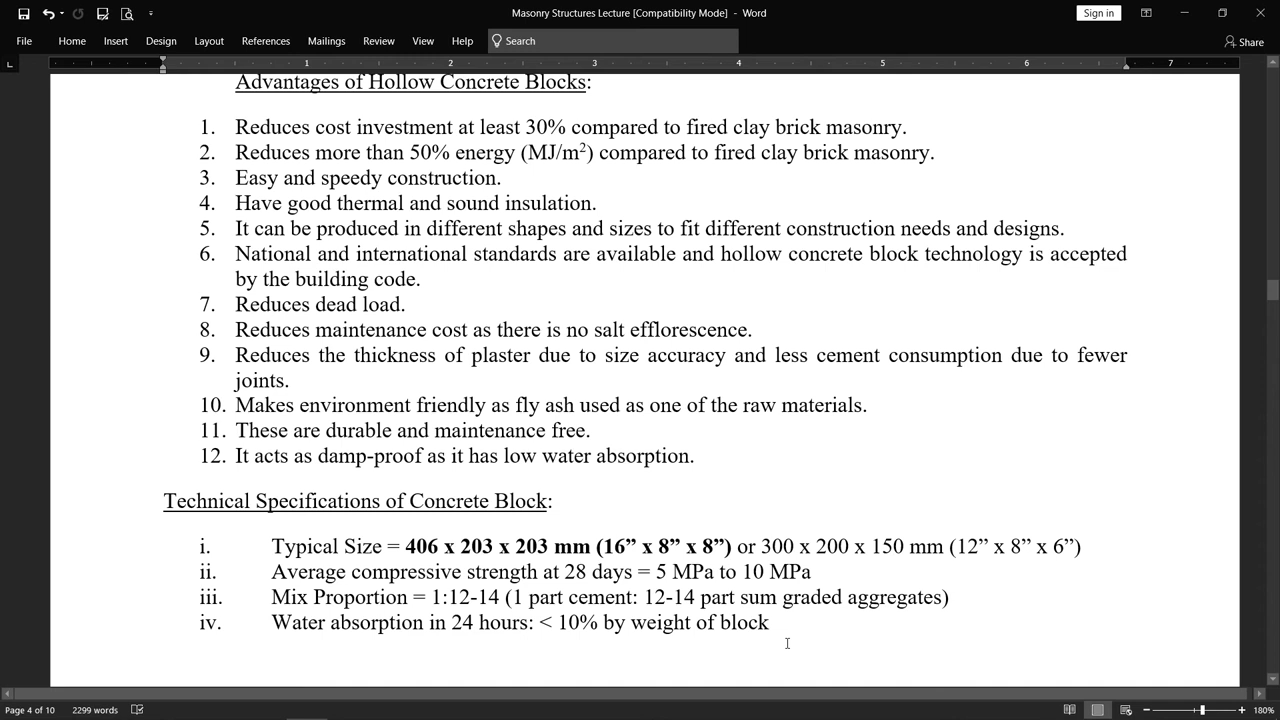 Masonry Structures Lecture [Compatibility Mode] - Word
Sign in
File Home Insert Design Layout References Mailings Review View Help Search Share
1 2 3 4 5 6 7
Advantages of Hollow Concrete Blocks:
1. Reduces cost investment at least 30% compared to fired clay brick masonry.
2. Reduces more than 50% energy (MJ/m²) compared to fired clay brick masonry.
3. Easy and speedy construction.
4. Have good thermal and sound insulation.
5. It can be produced in different shapes and sizes to fit different construction needs and designs.
6. National and international standards are available and hollow concrete block technology is accepted
by the building code.
7. Reduces dead load.
8. Reduces maintenance cost as there is no salt efflorescence.
9. Reduces the thickness of plaster due to size accuracy and less cement consumption due to fewer
joints.
10. Makes environment friendly as fly ash used as one of the raw materials.
11. These are durable and maintenance free.
12. It acts as damp-proof as it has low water absorption.
Technical Specifications of Concrete Block:
i. Typical Size = 406 x 203 x 203 mm (16” x 8” x 8”) or 300 x 200 x 150 mm (12” x 8” x 6”)
ii. Average compressive strength at 28 days = 5 MPa to 10 MPa
iii. Mix Proportion = 1:12-14 (1 part cement: 12-14 part sum graded aggregates)
iv. Water absorption in 24 hours: < 10% by weight of block
Page 4 of 10 2299 words 180%